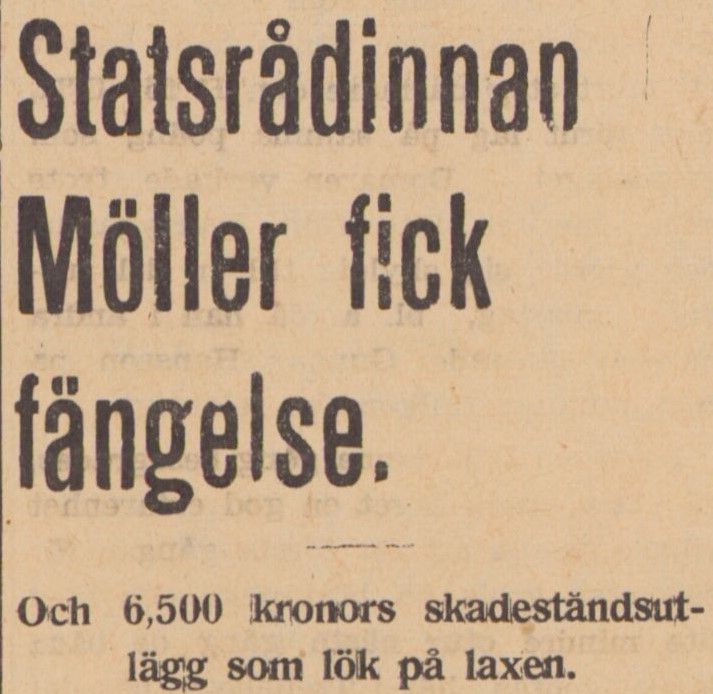 Statsrådinnan
Möller fick
fängelse.
Och 6,500 kronors skadeståndsut-
lägg som lök på laxen.